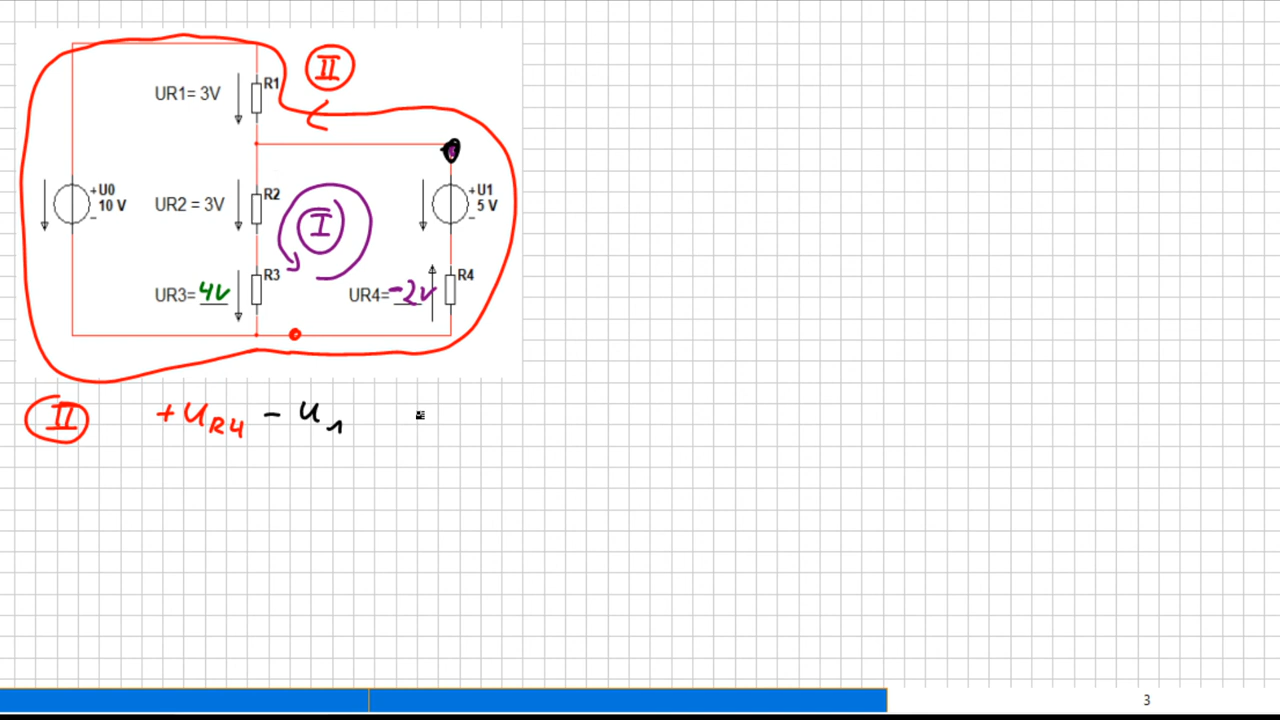 II
UR1= 3V
R1
+ U0
10 V
-
UR2 = 3V
R2
I
+ U1
5 V
-
UR3= 4V
R3
UR4= -2V
R4
II + UR4 - U1
3